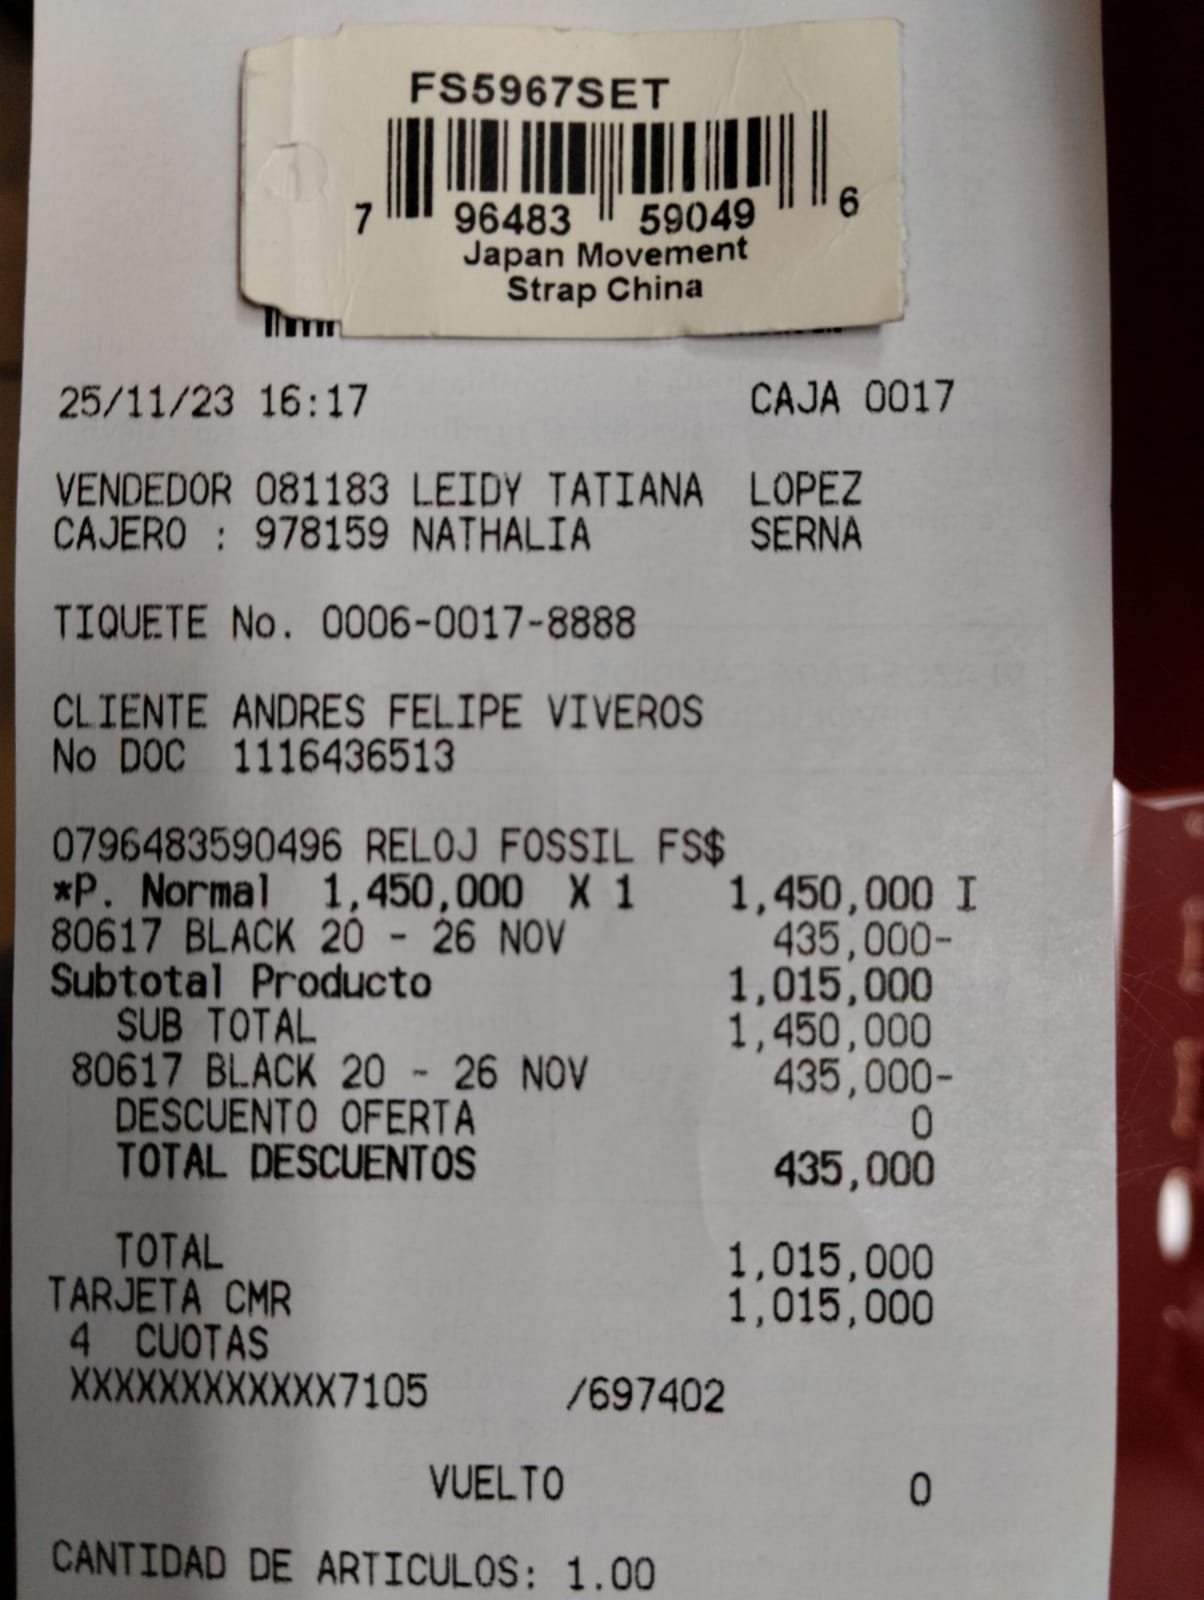 FS5967SET
7 96483 59049 6
Japan Movement
Strap China
25/11/23 16:17 CAJA 0017
VENDEDOR 081183 LEIDY TATIANA LOPEZ
CAJERO : 978159 NATHALIA SERNA
TIQUETE No. 0006-0017-8888
CLIENTE ANDRES FELIPE VIVEROS
No DOC 1116436513
0796483590496 RELOJ FOSSIL FS$
*P. Normal 1,450,000 X 1 1,450,000 I
80617 BLACK 20 - 26 NOV 435,000-
Subtotal Producto 1,015,000
SUB TOTAL 1,450,000
80617 BLACK 20 - 26 NOV 435,000-
DESCUENTO OFERTA 0
TOTAL DESCUENTOS 435,000
TOTAL 1,015,000
TARJETA CMR 1,015,000
4 CUOTAS
XXXXXXXXXXXX7105 /697402
VUELTO 0
CANTIDAD DE ARTICULOS: 1.00